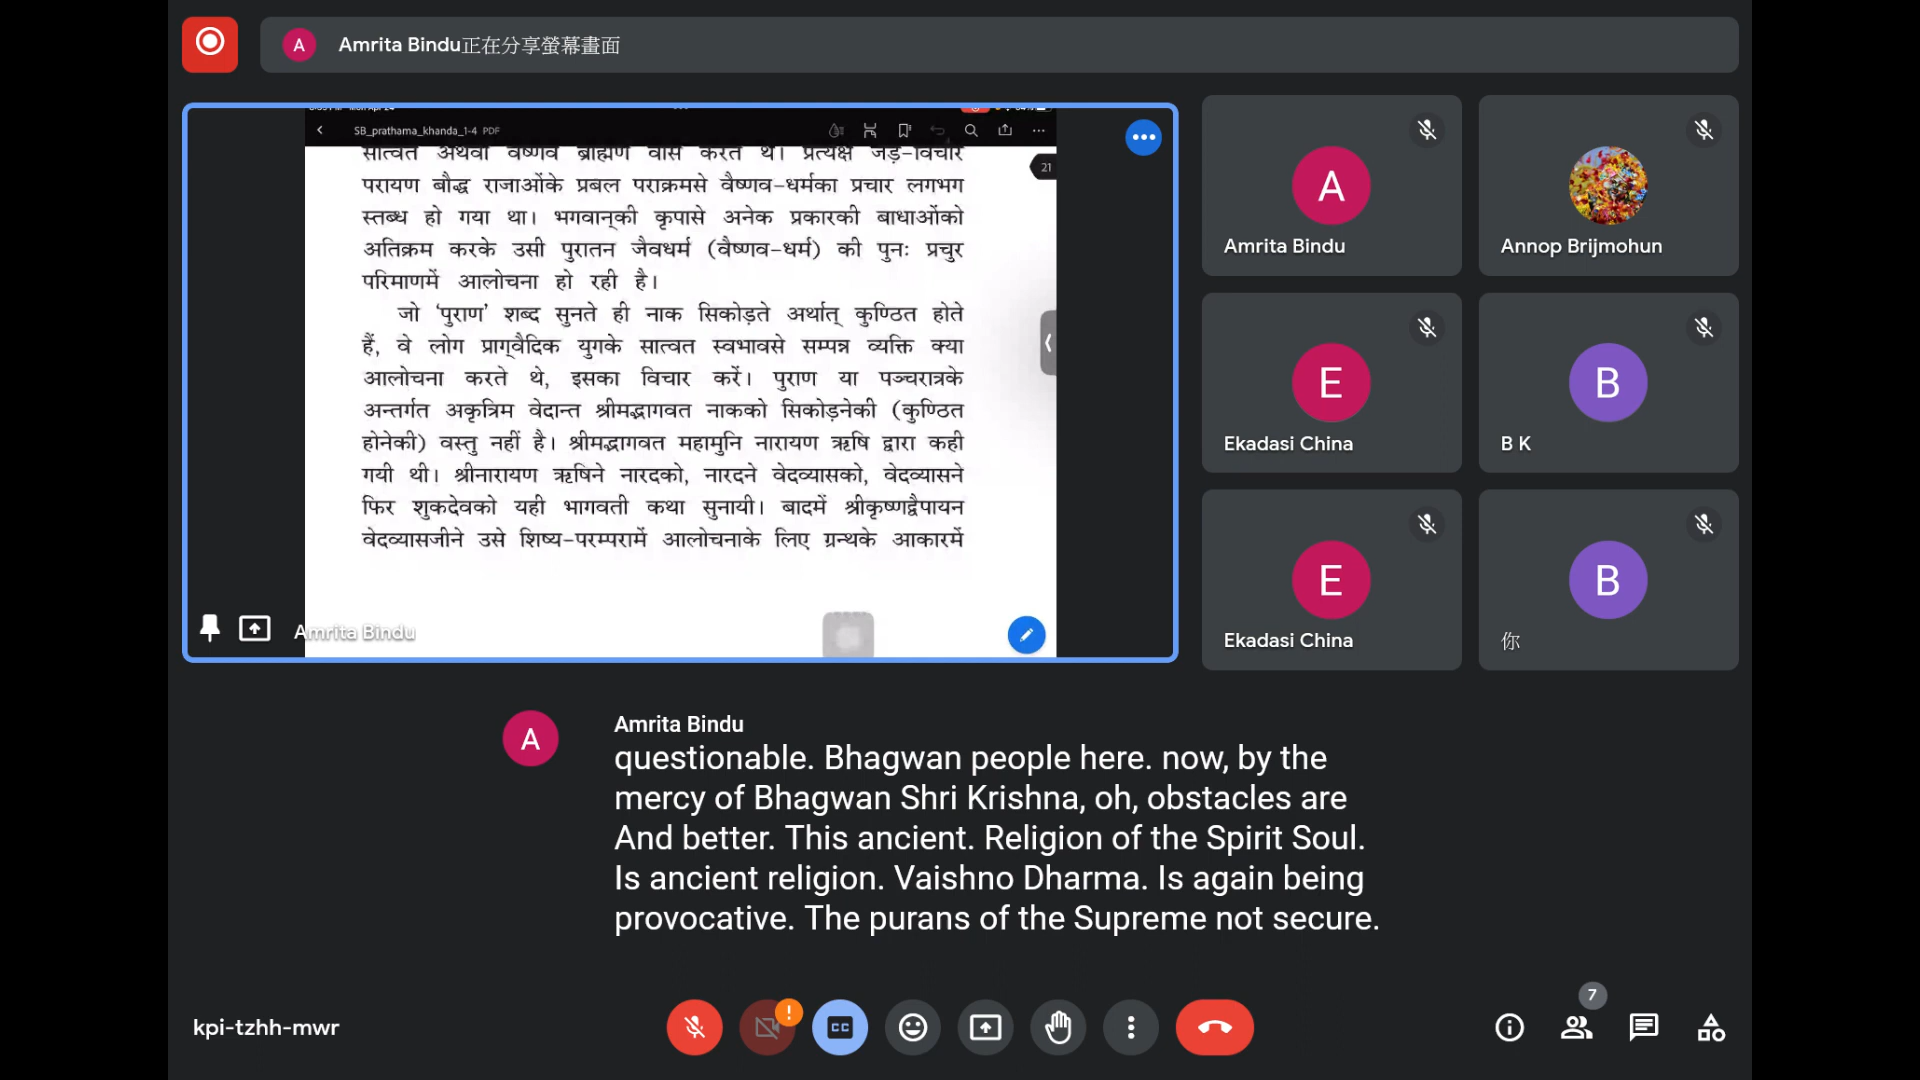 A Amrita Bindu正在分享螢幕畫面
SB_prathama_khanda_1-4 PDF
21
सात्वत अथवा वैष्णव ब्राह्मण वास करते थे। प्रत्यक्ष जड़-विचार
परायण बौद्ध राजाओंके प्रबल पराक्रमसे वैष्णव-धर्मका प्रचार लगभग
स्तब्ध हो गया था। भगवान्‌की कृपासे अनेक प्रकारकी बाधाओंको
अतिक्रम करके उसी पुरातन जैवधर्म (वैष्णव-धर्म) की पुनः प्रचुर
परिमाणमें आलोचना हो रही है।
जो ‘पुराण’ शब्द सुनते ही नाक सिकोड़ते अर्थात् कुण्ठित होते
हैं, वे लोग प्राग्‌वैदिक युगके सात्वत स्वभावसे सम्पन्न व्यक्ति क्या
आलोचना करते थे, इसका विचार करें। पुराण या पञ्चरात्रके
अन्तर्गत अकृत्रिम वेदान्त श्रीमद्भागवत नाकको सिकोड़नेकी (कुण्ठित
होनेकी) वस्तु नहीं है। श्रीमद्भागवत महामुनि नारायण ऋषि द्वारा कही
गयी थी। श्रीनारायण ऋषिने नारदको, नारदने वेदव्यासको, वेदव्यासने
फिर शुकदेवको यही भागवती कथा सुनायी। बादमें श्रीकृष्णद्वैपायन
वेदव्यासजीने उसे शिष्य-परम्परामें आलोचनाके लिए ग्रन्थके आकारमें
Amrita Bindu
A
Amrita Bindu
Annop Brijmohun
E
Ekadasi China
B
B K
E
Ekadasi China
B
你
A
Amrita Bindu
questionable. Bhagwan people here. now, by the
mercy of Bhagwan Shri Krishna, oh, obstacles are
And better. This ancient. Religion of the Spirit Soul.
Is ancient religion. Vaishno Dharma. Is again being
provocative. The purans of the Supreme not secure.
kpi-tzhh-mwr
!
CC
7